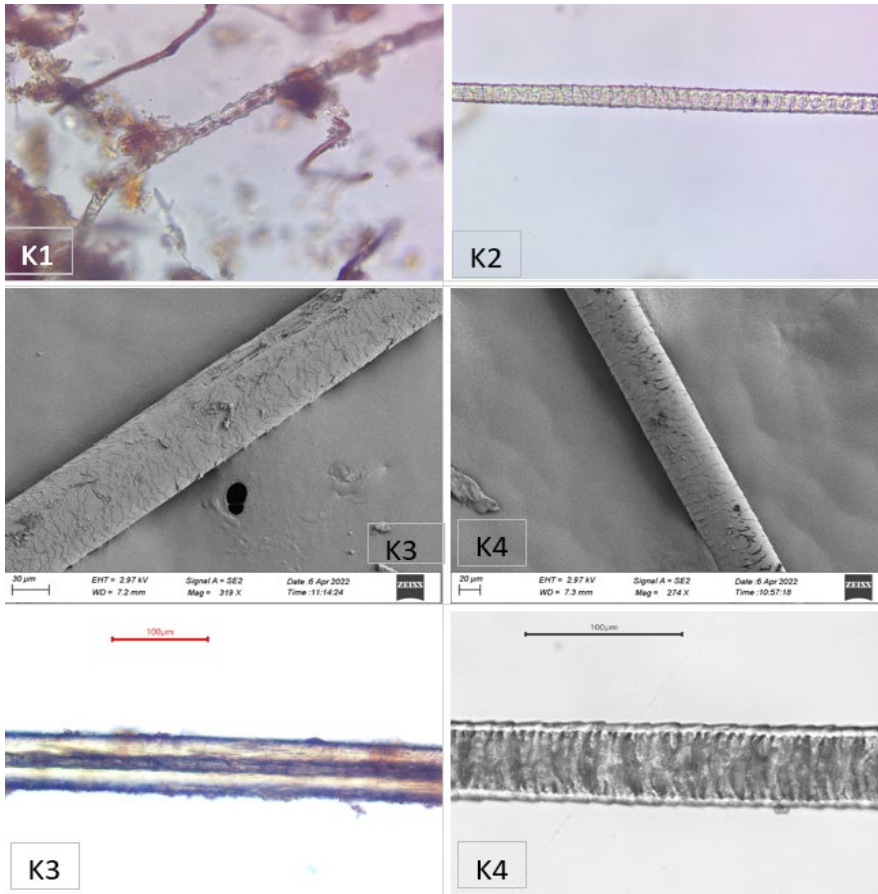 K1
K2
K3
30 µm
EHT = 2.97 kV
WD = 7.2 mm
Signal A = SE2
Mag = 319 X
Date :6 Apr 2022
Time :11:14:24
ZEISS
K4
20 µm
EHT = 2.97 kV
WD = 7.3 mm
Signal A = SE2
Mag = 274 X
Date :6 Apr 2022
Time :10:57:18
ZEISS
100µm
K3
100µm
K4